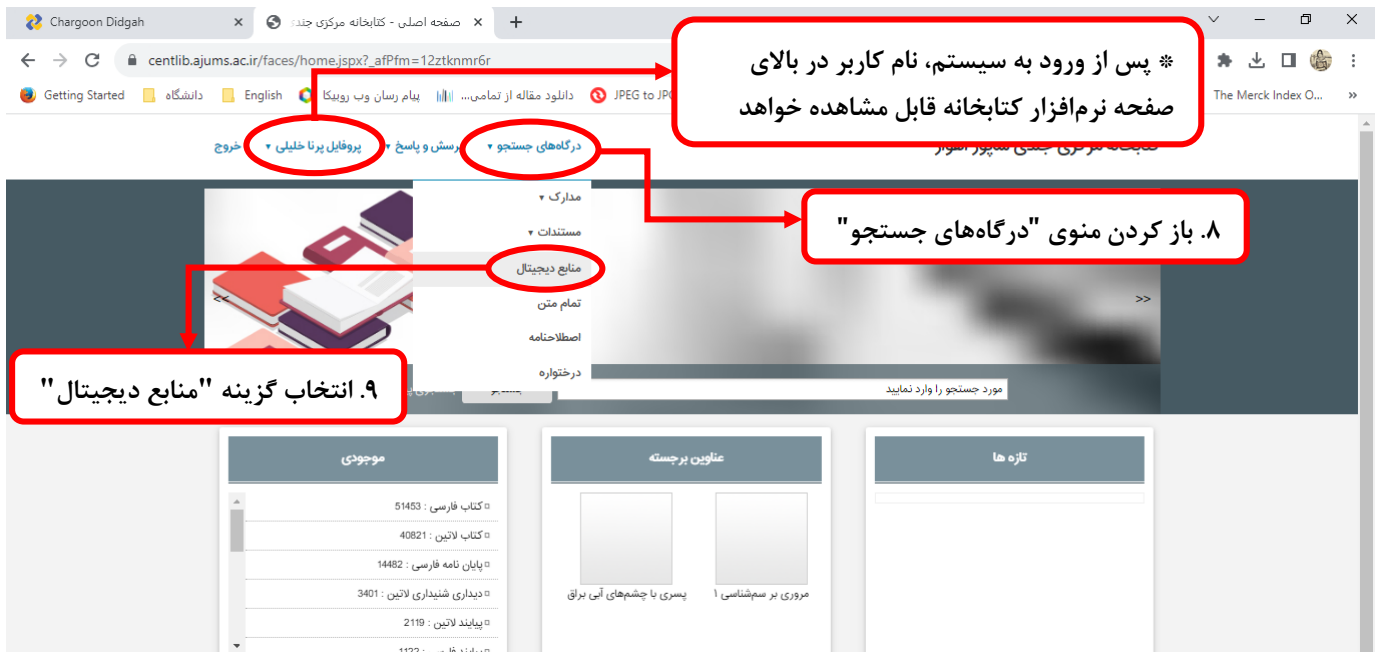 Chargoon Didgah
صفحه اصلی - کتابخانه مرکزی جندی
centlib.ajums.ac.ir/faces/home.jspx?_afPfm=12ztknmr6r
Getting Started
دانشگاه
English
پیام رسان وب روبیکا
دانلود مقاله از تمامی...
JPEG to JP
The Merck Index O...
* پس از ورود به سیستم، نام کاربر در بالای
صفحه نرم‌افزار کتابخانه قابل مشاهده خواهد
درگاه‌های جستجو
پرسش و پاسخ
پروفایل پرنا خلیلی
خروج
مدارک
مستندات
منابع دیجیتال
تمام متن
اصطلاحنامه
درختواره
۸. باز کردن منوی "درگاه‌های جستجو"
<<
>>
۹. انتخاب گزینه "منابع دیجیتال"
مورد جستجو را وارد نمایید
تازه ها
عناوین برجسته
مروری بر سم‌شناسی ۱
پسری با چشم‌های آبی براق
موجودی
¤ کتاب فارسی : 51453
¤ کتاب لاتین : 40821
¤ پایان نامه فارسی : 14482
¤ دیداری شنیداری لاتین : 3401
¤ پیایند لاتین : 2119